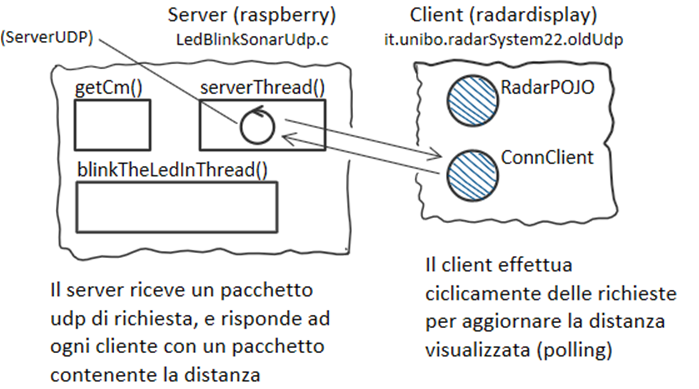 Server (raspberry)
LedBlinkSonarUdp.c
Client (radardisplay)
it.unibo.radarSystem22.oldUdp
(ServerUDP)
getCm()
serverThread()
blinkTheLedInThread()
RadarPOJO
ConnClient
Il server riceve un pacchetto
udp di richiesta, e risponde ad
ogni cliente con un pacchetto
contenente la distanza
Il client effettua
ciclicamente delle richieste
per aggiornare la distanza
visualizzata (polling)